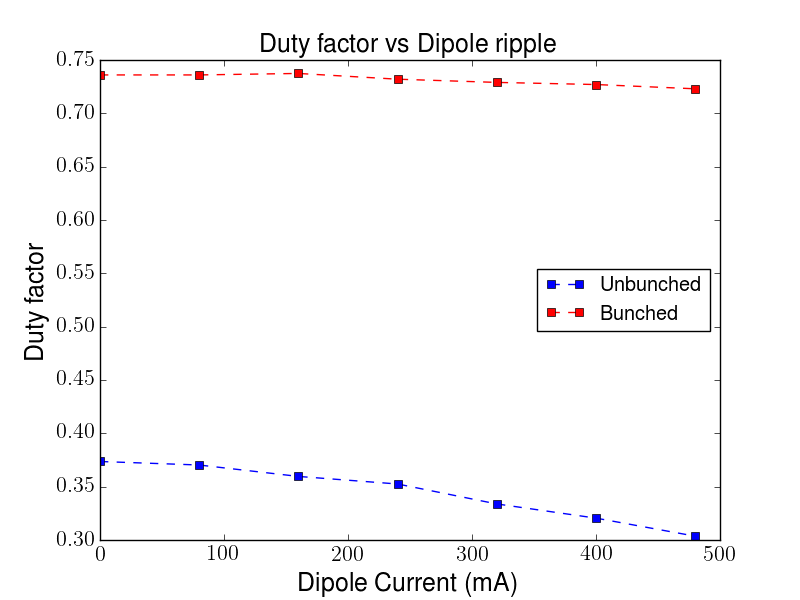 Duty factor vs Dipole ripple
0.75
0.70
0.65
0.60
0.55
0.50
0.45
0.40
0.35
0.30
Duty factor
Unbunched
Bunched
0 100 200 300 400 500
Dipole Current (mA)